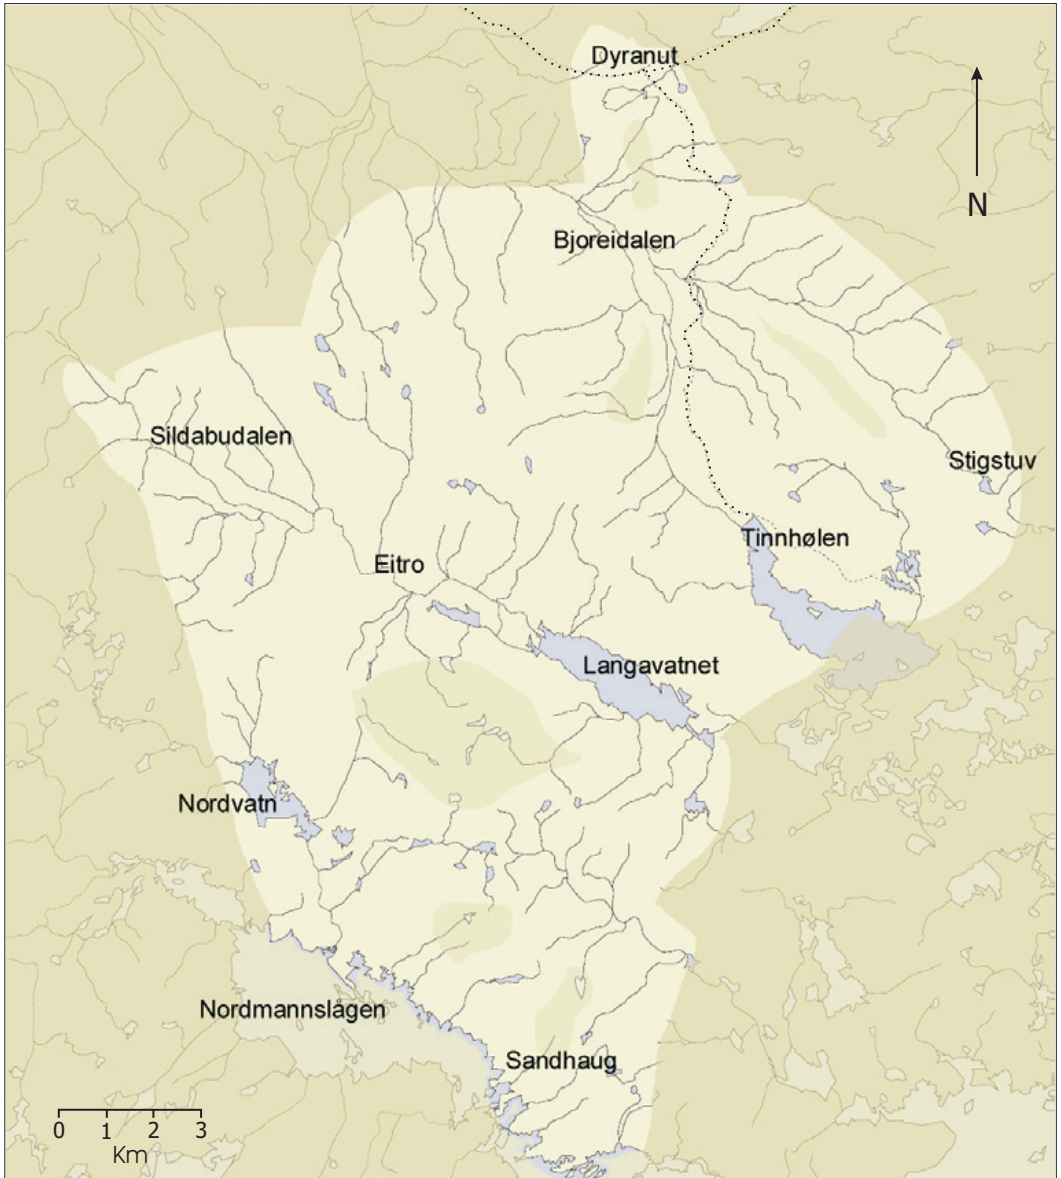 Dyranut
N
Bjoreidalen
Sildabudalen
Stigstuv
Tinnhølen
Eitro
Langavatnet
Nordvatn
Nordmannslågen
Sandhaug
0 1 2 3
Km